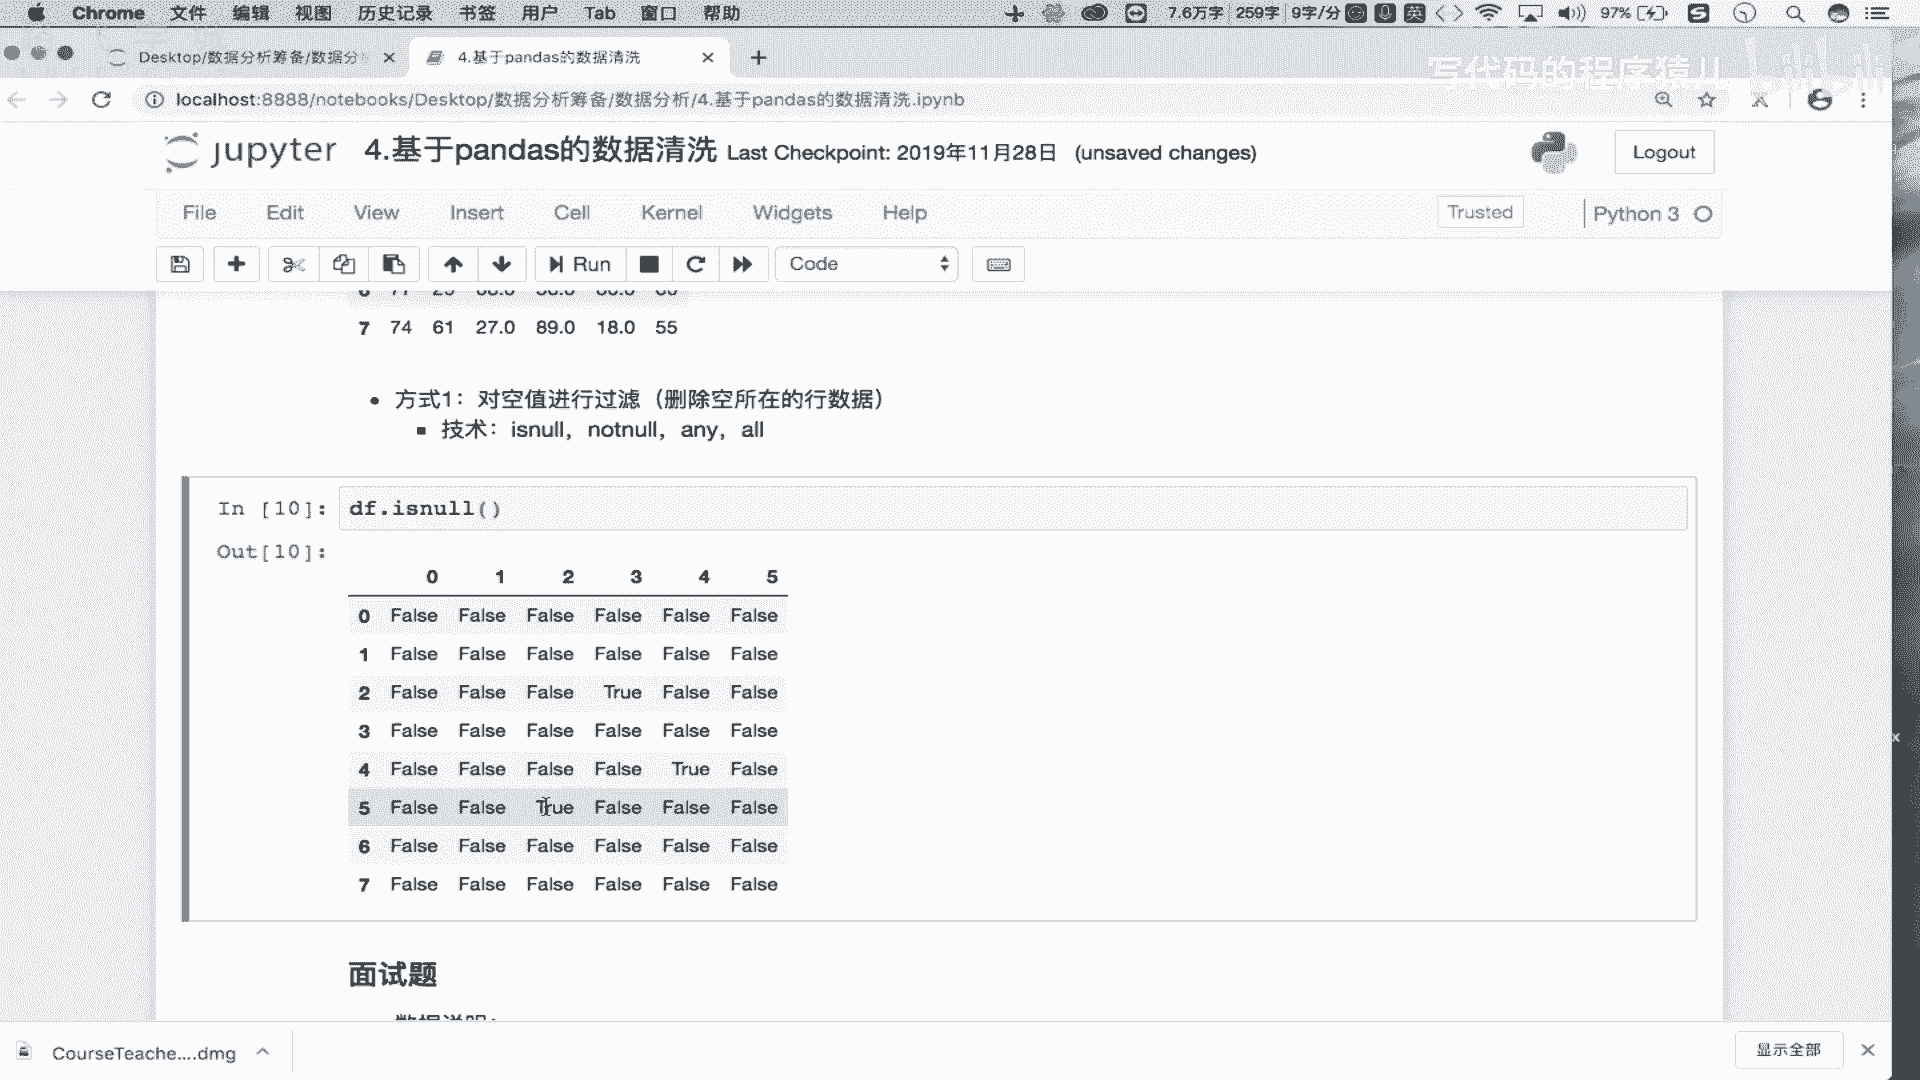 Chrome 文件 编辑 视图 历史记录 书签 用户 Tab 窗口 帮助 7.6万字 259字 9字/分 英 97%
Desktop/数据分析筹备/数据分 4.基于pandas的数据清洗
写代码的程序猿儿 bilibili
localhost:8888/notebooks/Desktop/数据分析筹备/数据分析/4.基于pandas的数据清洗.ipynb
jupyter 4.基于pandas的数据清洗 Last Checkpoint: 2019年11月28日 (unsaved changes) Logout
File Edit View Insert Cell Kernel Widgets Help Trusted Python 3
Run Code
7 74 61 27.0 89.0 18.0 55
• 方式1：对空值进行过滤（删除空所在的行数据）
▪ 技术：isnull，notnull，any，all
In [10]: df.isnull()
Out[10]:
0 1 2 3 4 5
0 False False False False False False
1 False False False False False False
2 False False False True False False
3 False False False False False False
4 False False False False True False
5 False False True False False False
6 False False False False False False
7 False False False False False False
面试题
数据说明:
CourseTeache....dmg 显示全部